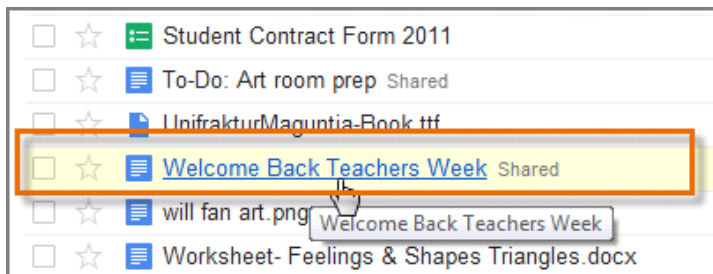 Student Contract Form 2011
To-Do: Art room prep Shared
UnifrakturMaguntia-Book.ttf
Welcome Back Teachers Week Shared
will fan art.png
Welcome Back Teachers Week
Worksheet- Feelings & Shapes Triangles.docx